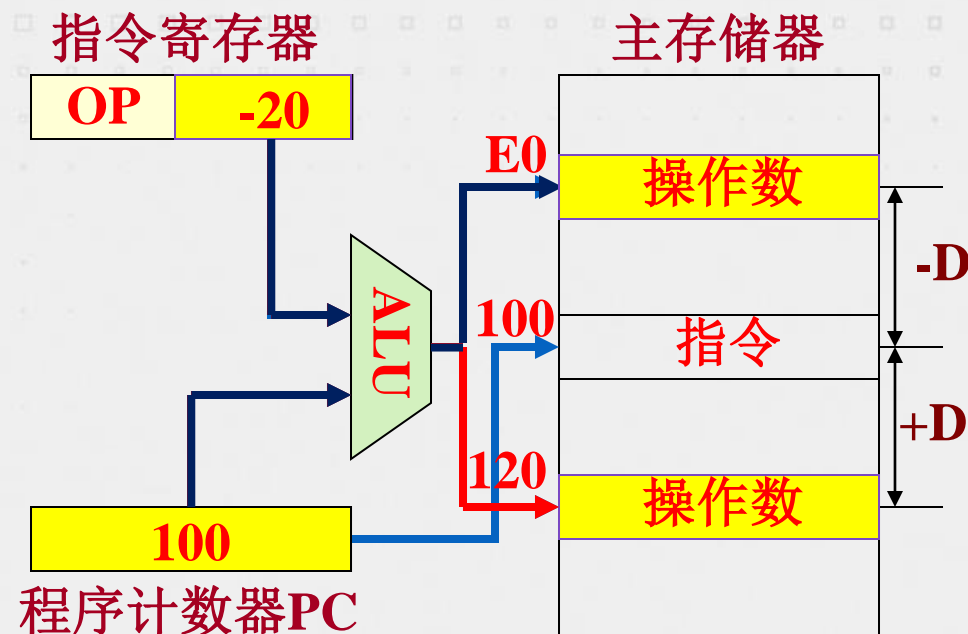 指令寄存器
主存储器
OP
-20
E0
操作数
-D
ALU
100
指令
+D
120
操作数
100
程序计数器PC